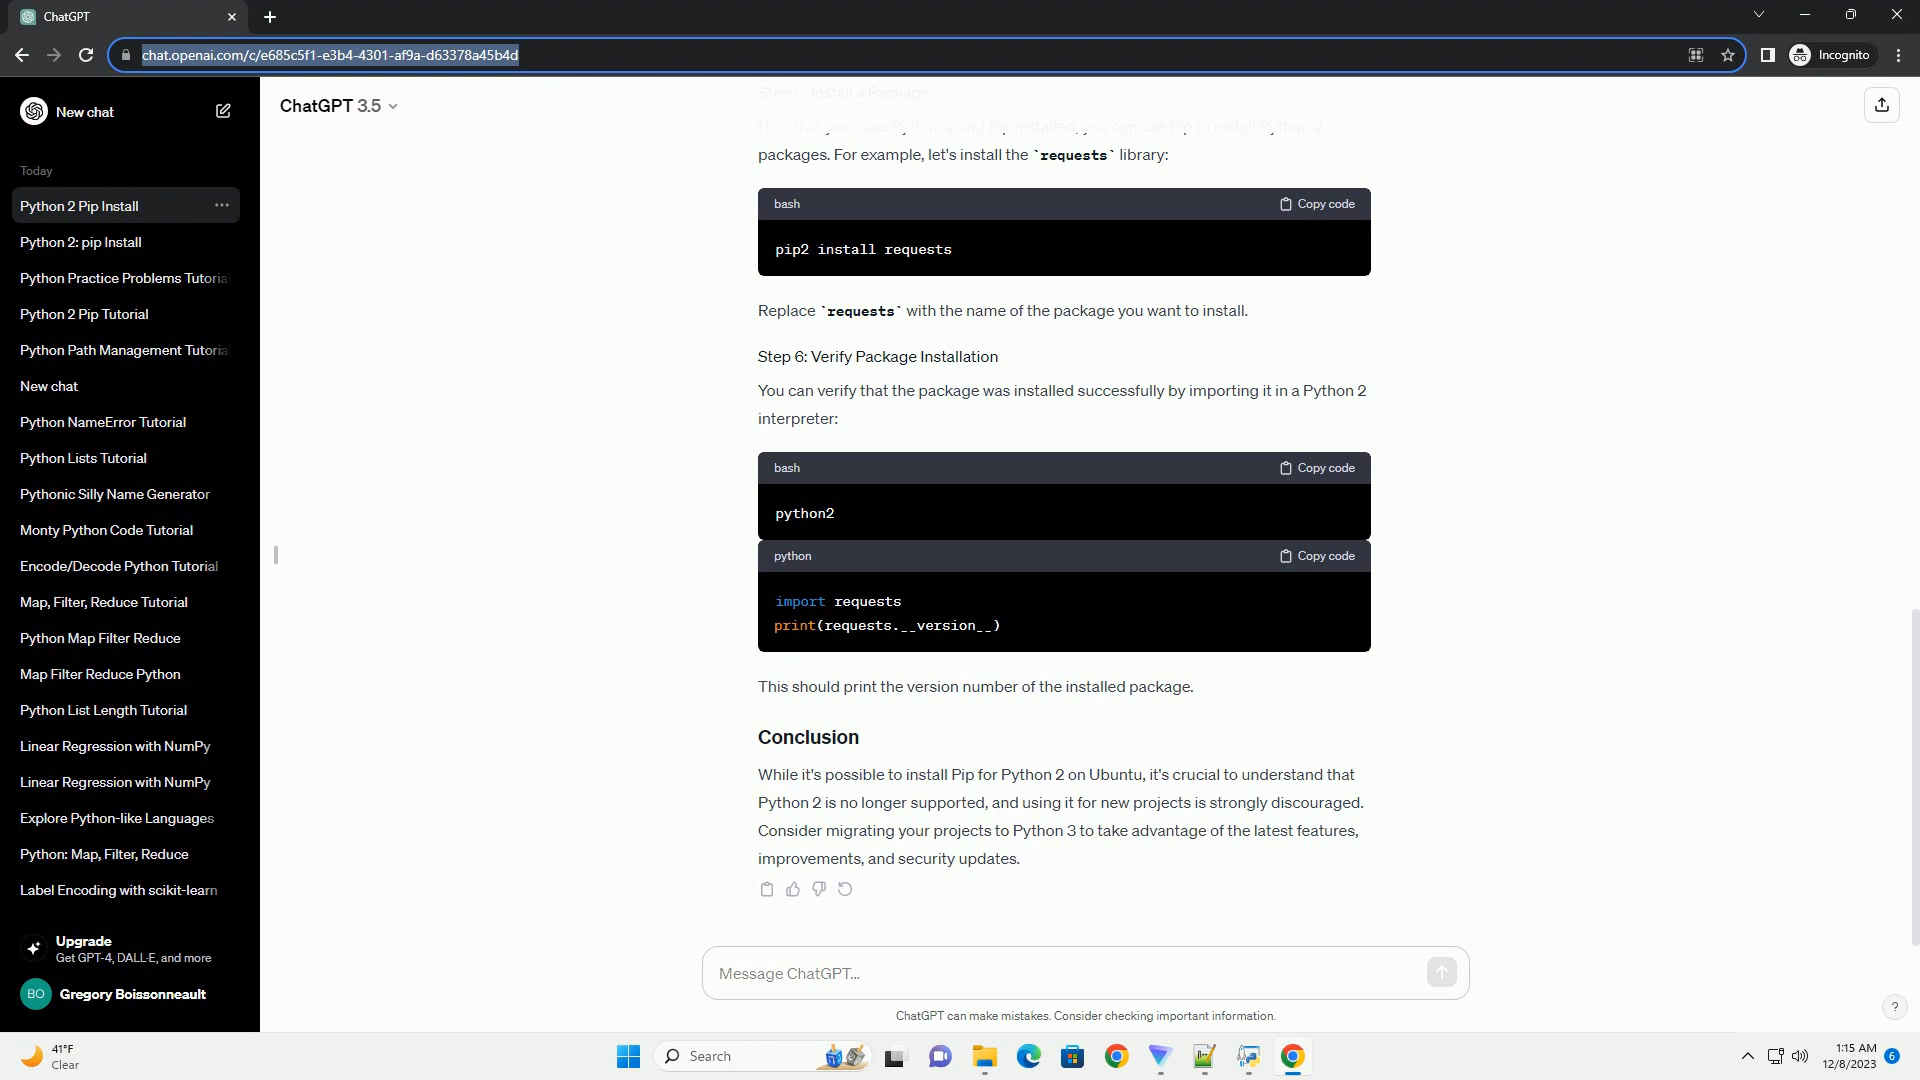 ChatGPT
chat.openai.com/c/e685c5f1-e3b4-4301-af9a-d63378a45b4d
Incognito
New chat
Today
Python 2 Pip Install
Python 2: pip Install
Python Practice Problems Tutoria
Python 2 Pip Tutorial
Python Path Management Tutoria
New chat
Python NameError Tutorial
Python Lists Tutorial
Pythonic Silly Name Generator
Monty Python Code Tutorial
Encode/Decode Python Tutorial
Map, Filter, Reduce Tutorial
Python Map Filter Reduce
Map Filter Reduce Python
Python List Length Tutorial
Linear Regression with NumPy
Linear Regression with NumPy
Explore Python-like Languages
Python: Map, Filter, Reduce
Label Encoding with scikit-learn
Upgrade
Get GPT-4, DALL·E, and more
BO Gregory Boissonneault
ChatGPT 3.5
packages. For example, let's install the `requests` library:
bash Copy code
pip2 install requests
Replace `requests` with the name of the package you want to install.
Step 6: Verify Package Installation
You can verify that the package was installed successfully by importing it in a Python 2
interpreter:
bash Copy code
python2
python Copy code
import requests
print(requests.__version__)
This should print the version number of the installed package.
Conclusion
While it's possible to install Pip for Python 2 on Ubuntu, it's crucial to understand that
Python 2 is no longer supported, and using it for new projects is strongly discouraged.
Consider migrating your projects to Python 3 to take advantage of the latest features,
improvements, and security updates.
Message ChatGPT...
ChatGPT can make mistakes. Consider checking important information.
?
41°F
Clear
Search
1:15 AM
12/8/2023
6